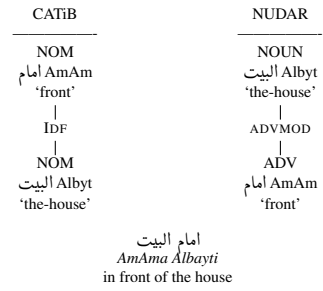 CATiB NUDAR
NOM NOUN
امام AmAm البيت Albyt
‘front’ ‘the-house’
IDF ADVMOD
NOM ADV
البيت Albyt امام AmAm
‘the-house’ ‘front’
امام البيت
AmAma Albayti
in front of the house